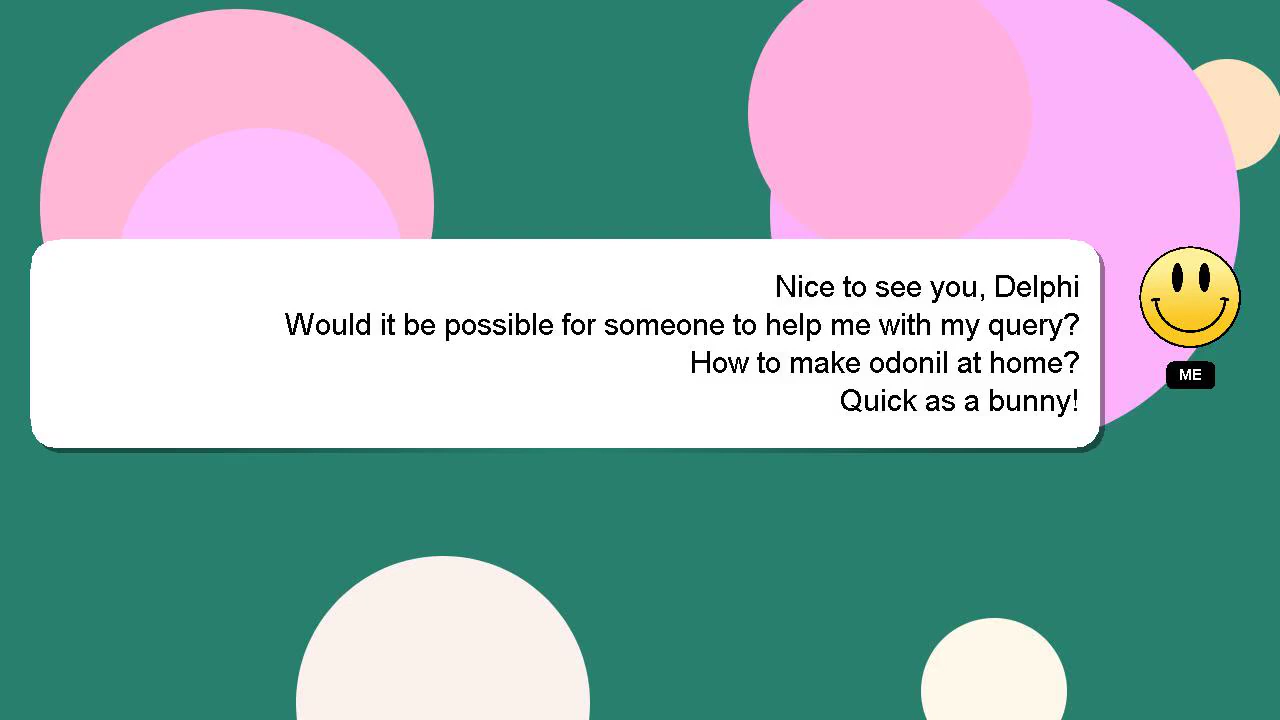 Nice to see you, Delphi
Would it be possible for someone to help me with my query?
How to make odonil at home?
Quick as a bunny!
ME